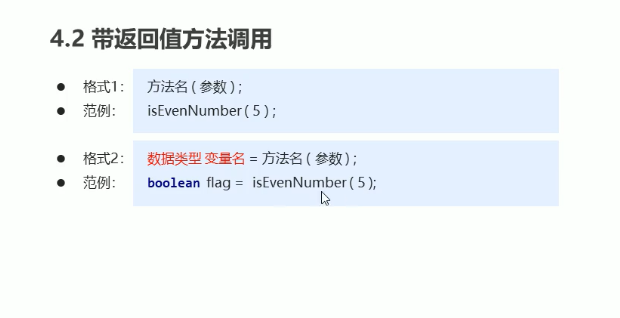 4.2 带返回值方法调用
● 格式1： 方法名 ( 参数 ) ;
● 范例： isEvenNumber ( 5 ) ;
● 格式2： 数据类型 变量名 = 方法名 ( 参数 ) ;
● 范例： boolean flag = isEvenNumber ( 5 );